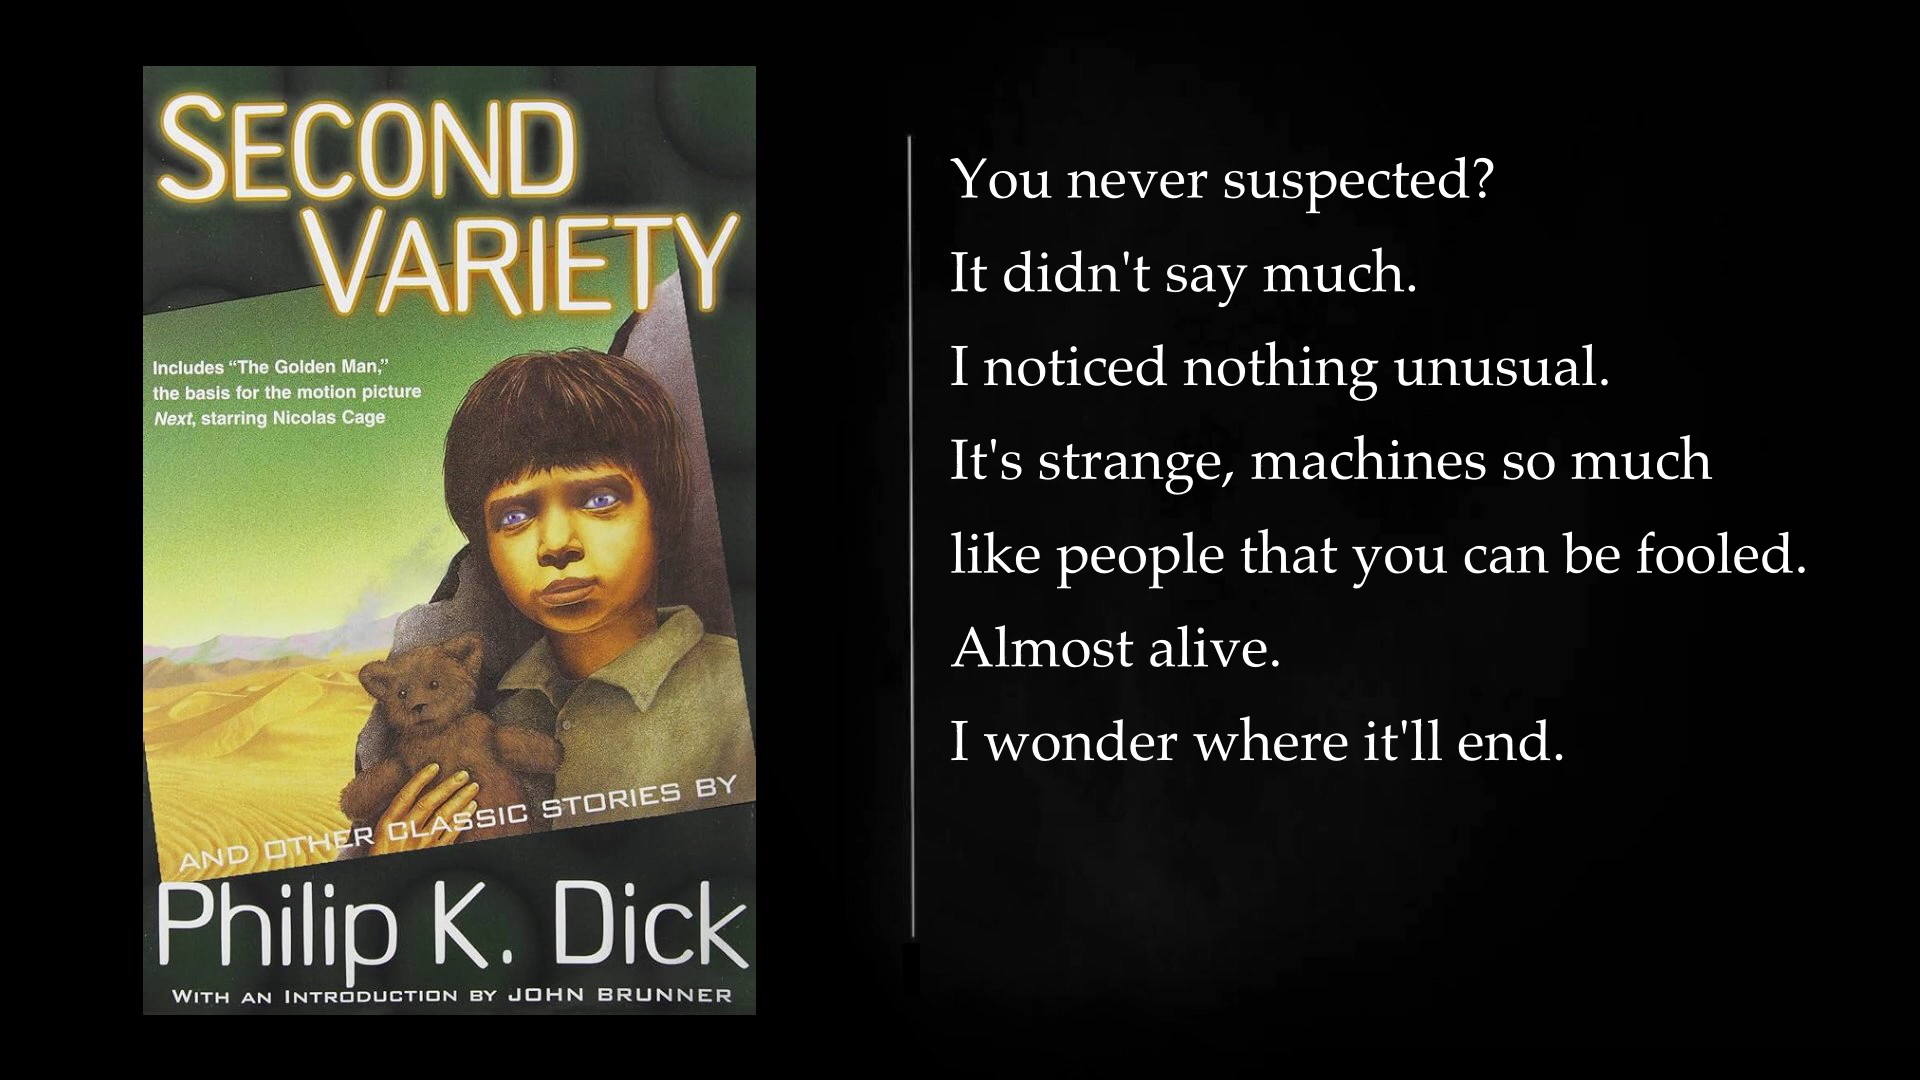 SECOND
VARIETY
Includes “The Golden Man,”
the basis for the motion picture
Next, starring Nicolas Cage
AND OTHER CLASSIC STORIES BY
Philip K. Dick
WITH AN INTRODUCTION BY JOHN BRUNNER
You never suspected?
It didn't say much.
I noticed nothing unusual.
It's strange, machines so much
like people that you can be fooled.
Almost alive.
I wonder where it'll end.